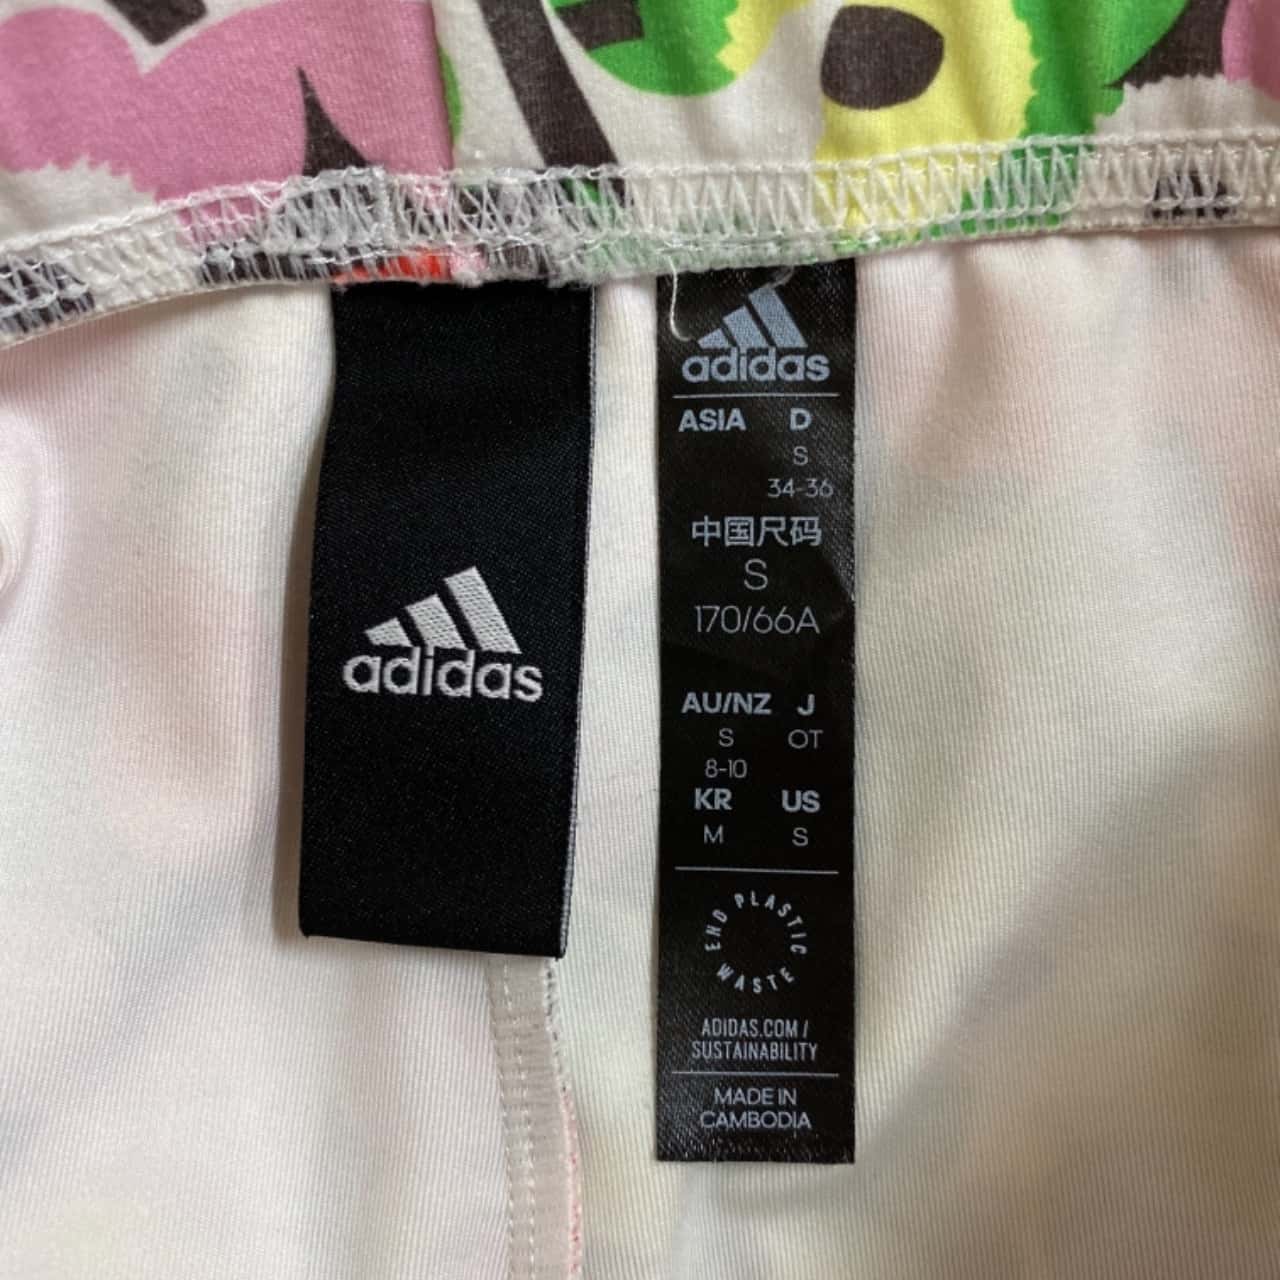 adidas
adidas
ASIA D
S
34-36
中国尺码
S
170/66A
AU/NZ J
S OT
8-10
KR US
M S
END PLASTIC WASTE
ADIDAS.COM/
SUSTAINABILITY
MADE IN
CAMBODIA